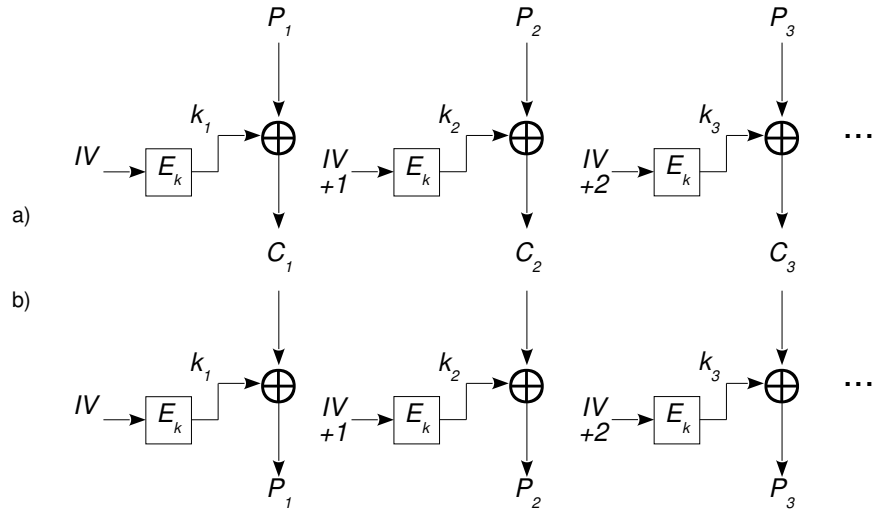 P1 P2 P3
k1 k2 k3
IV Ek IV +1 Ek IV +2 Ek ...
a)
C1 C2 C3
b)
k1 k2 k3
IV Ek IV +1 Ek IV +2 Ek ...
P1 P2 P3